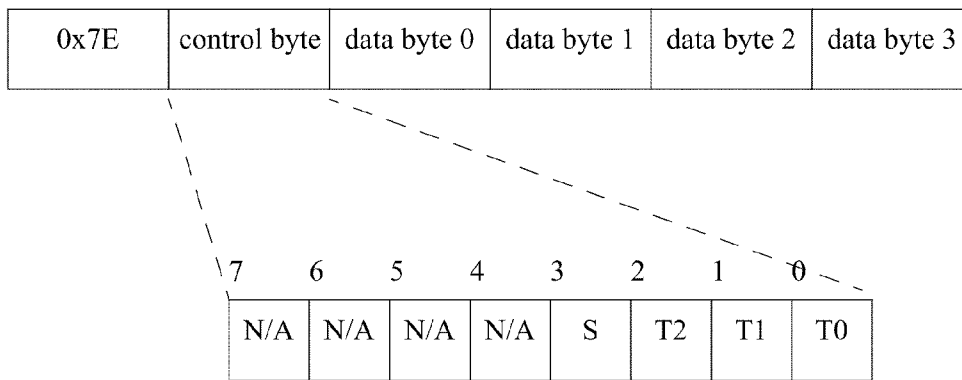 0x7E control byte data byte 0 data byte 1 data byte 2 data byte 3
7 6 5 4 3 2 1 0
N/A N/A N/A N/A S T2 T1 T0